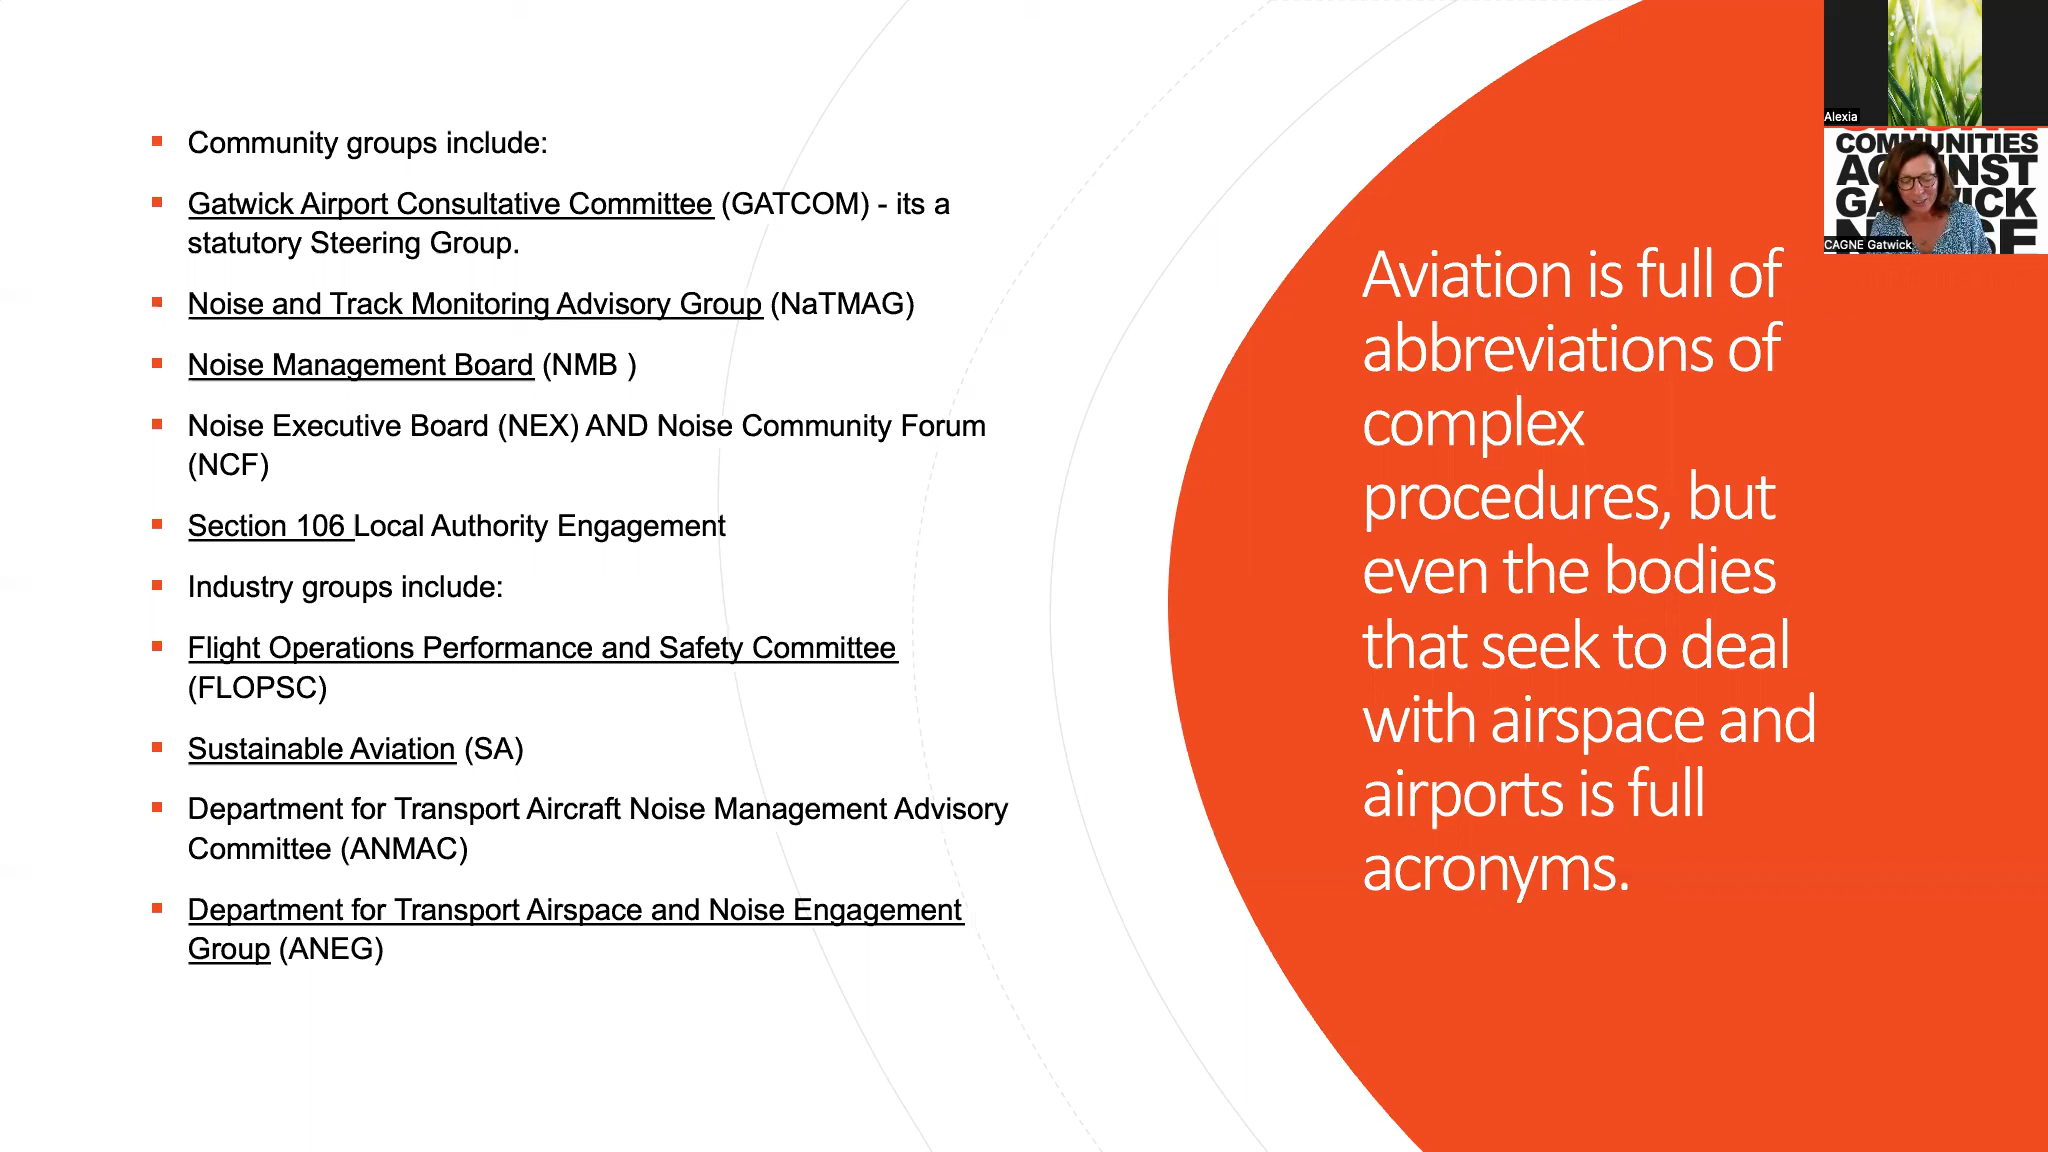 Community groups include:
Gatwick Airport Consultative Committee (GATCOM) - its a
statutory Steering Group.
Noise and Track Monitoring Advisory Group (NaTMAG)
Noise Management Board (NMB )
Noise Executive Board (NEX) AND Noise Community Forum
(NCF)
Section 106 Local Authority Engagement
Industry groups include:
Flight Operations Performance and Safety Committee
(FLOPSC)
Sustainable Aviation (SA)
Department for Transport Aircraft Noise Management Advisory
Committee (ANMAC)
Department for Transport Airspace and Noise Engagement
Group (ANEG)
Aviation is full of
abbreviations of
complex
procedures, but
even the bodies
that seek to deal
with airspace and
airports is full
acronyms.
Alexia
COMMUNITIES
CAGNE Gatwick